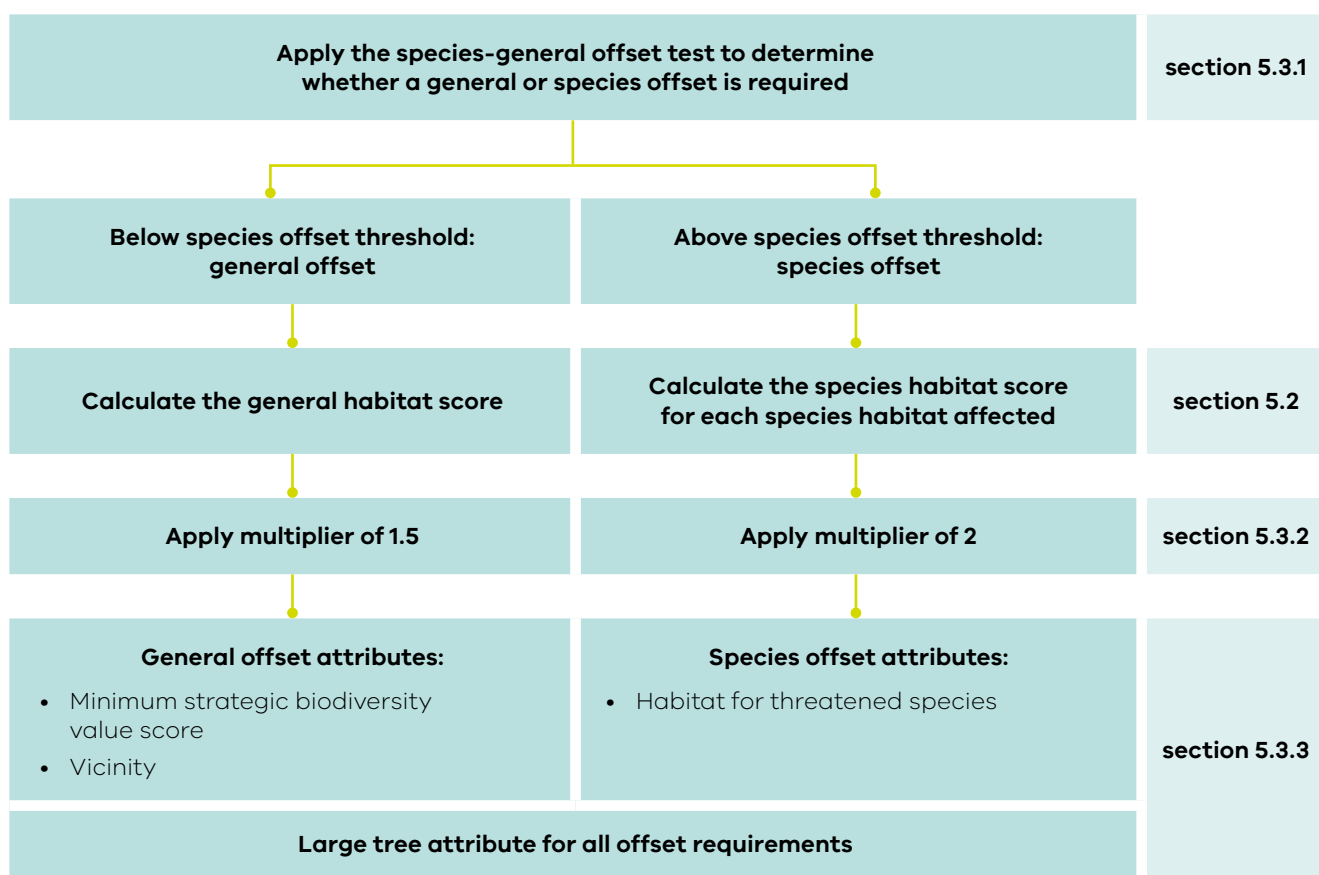 Apply the species-general offset test to determine
whether a general or species offset is required
section 5.3.1
Below species offset threshold:
general offset
Above species offset threshold:
species offset
Calculate the general habitat score
Calculate the species habitat score
for each species habitat affected
section 5.2
Apply multiplier of 1.5
Apply multiplier of 2
section 5.3.2
General offset attributes:
• Minimum strategic biodiversity
value score
• Vicinity
Species offset attributes:
• Habitat for threatened species
section 5.3.3
Large tree attribute for all offset requirements